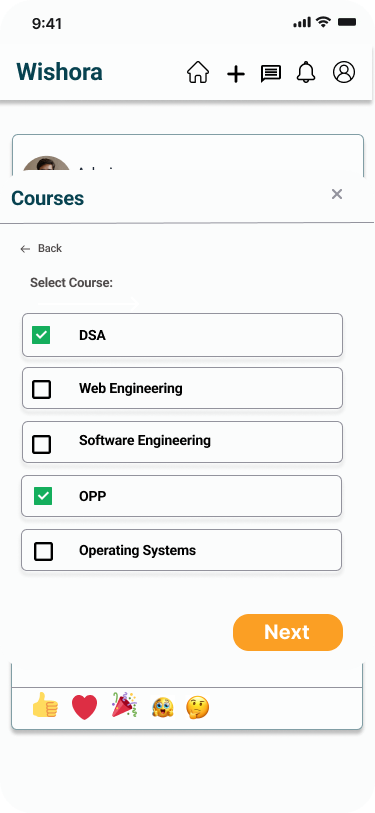 9:41
Wishora
Courses
Back
Select Course:
DSA
Web Engineering
Software Engineering
OPP
Operating Systems
Next